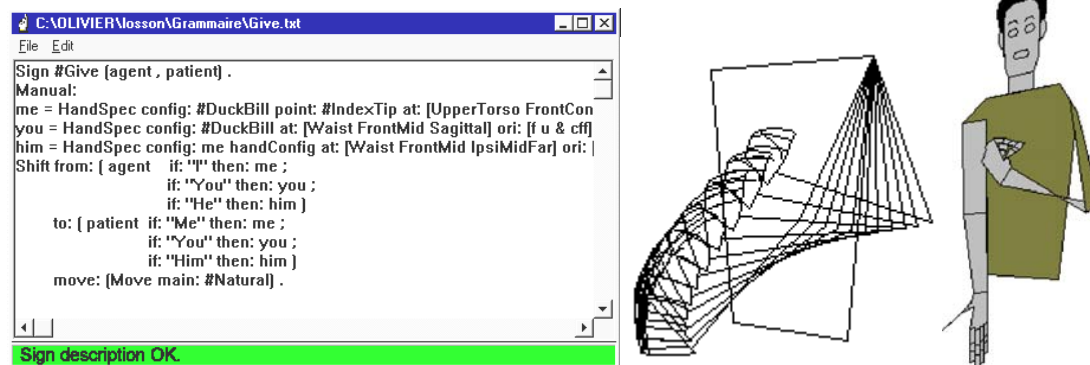 C:\OLIVIER\losson\Grammaire\Give.txt
File Edit
Sign #Give (agent , patient) .
Manual:
me = HandSpec config: #DuckBill point: #IndexTip at: [UpperTorso FrontCon
you = HandSpec config: #DuckBill at: [Waist FrontMid Sagittal] ori: [f u & cff]
him = HandSpec config: me handConfig at: [Waist FrontMid IpsiMidFar] ori: [
Shift from: ( agent if: "I" then: me ;
if: "You" then: you ;
if: "He" then: him )
to: ( patient if: "Me" then: me ;
if: "You" then: you ;
if: "Him" then: him )
move: (Move main: #Natural) .
Sign description OK.